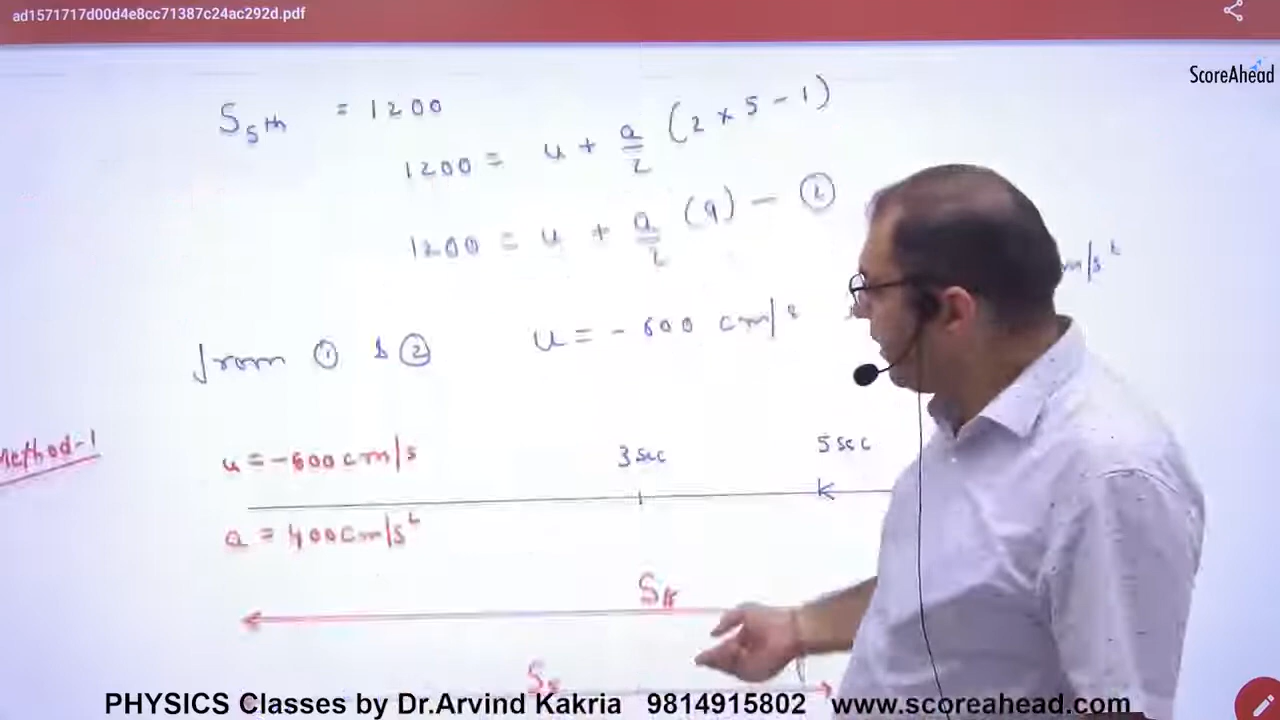 ad1571717d00d4e8cc71387c24ac292d.pdf
ScoreAhead
S5th = 1200
1200 = u + a/2 (2 × 5 - 1)
1200 = u + a/2 (9) - ②
m/s²
from ① & ② u = - 600 cm/s
Method-1
u = -600 cm/s
3 sec
5 sec
a = 400 cm/s²
PHYSICS Classes by Dr.Arvind Kakria 9814915802 www.scoreahead.com